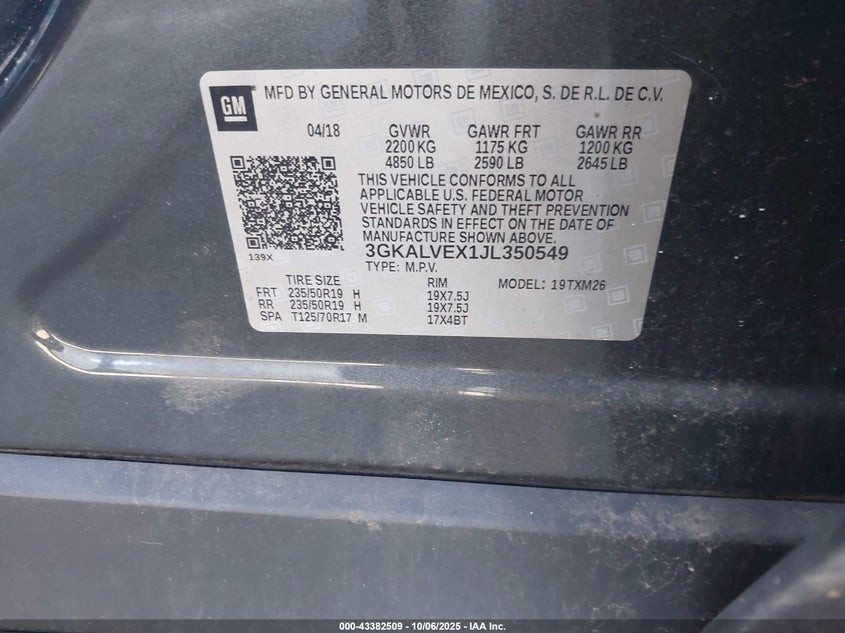 GM
MFD BY GENERAL MOTORS DE MEXICO, S. DE R.L. DE C.V.
04/18 GVWR GAWR FRT GAWR RR
2200 KG 1175 KG 1200 KG
4850 LB 2590 LB 2645 LB
THIS VEHICLE CONFORMS TO ALL
APPLICABLE U.S. FEDERAL MOTOR
VEHICLE SAFETY AND THEFT PREVENTION
STANDARDS IN EFFECT ON THE DATE OF
MANUFACTURE SHOWN ABOVE.
139X
3GKALVEX1JL350549
TYPE: M.P.V.
TIRE SIZE RIM MODEL: 19TXM26
FRT 235/50R19 H 19X7.5J
RR 235/50R19 H 19X7.5J
SPA T125/70R17 M 17X4BT
000-43382509 - 10/06/2025 - IAA Inc.